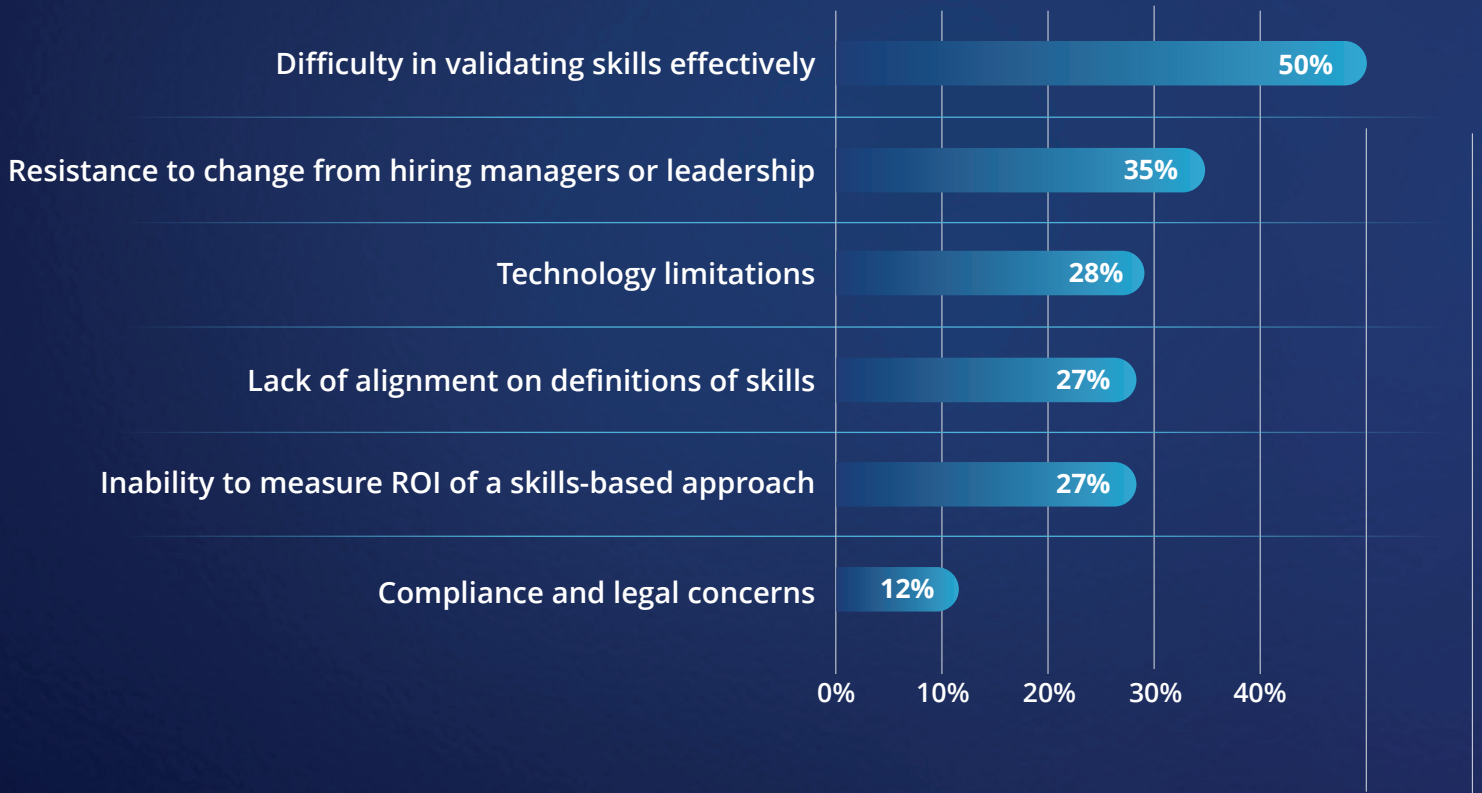 Difficulty in validating skills effectively 50%
Resistance to change from hiring managers or leadership 35%
Technology limitations 28%
Lack of alignment on definitions of skills 27%
Inability to measure ROI of a skills-based approach 27%
Compliance and legal concerns 12%
0% 10% 20% 30% 40%